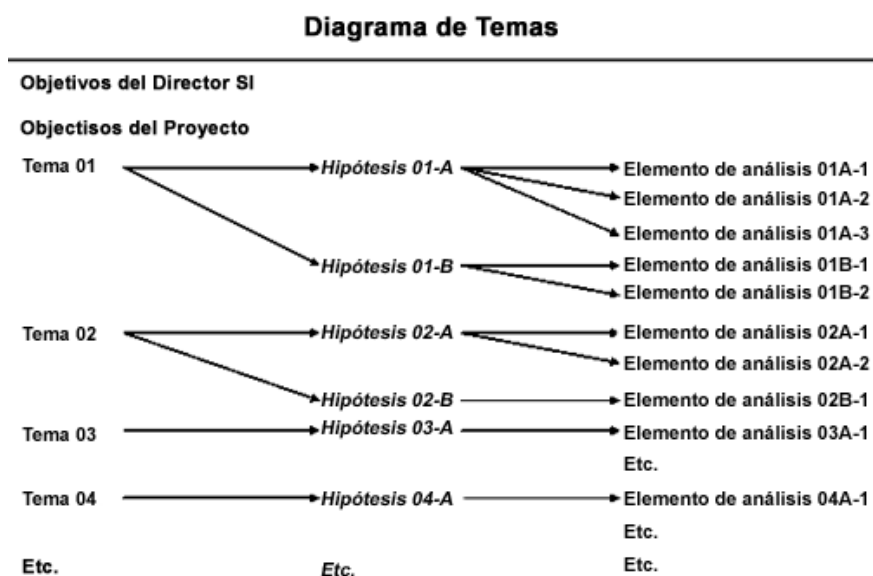 Diagrama de Temas
Objetivos del Director SI
Objectisos del Proyecto
Tema 01 Hipótesis 01-A Elemento de análisis 01A-1
Elemento de análisis 01A-2
Elemento de análisis 01A-3
Hipótesis 01-B Elemento de análisis 01B-1
Elemento de análisis 01B-2
Tema 02 Hipótesis 02-A Elemento de análisis 02A-1
Elemento de análisis 02A-2
Hipótesis 02-B Elemento de análisis 02B-1
Tema 03 Hipótesis 03-A Elemento de análisis 03A-1
Etc.
Tema 04 Hipótesis 04-A Elemento de análisis 04A-1
Etc.
Etc. Etc. Etc.